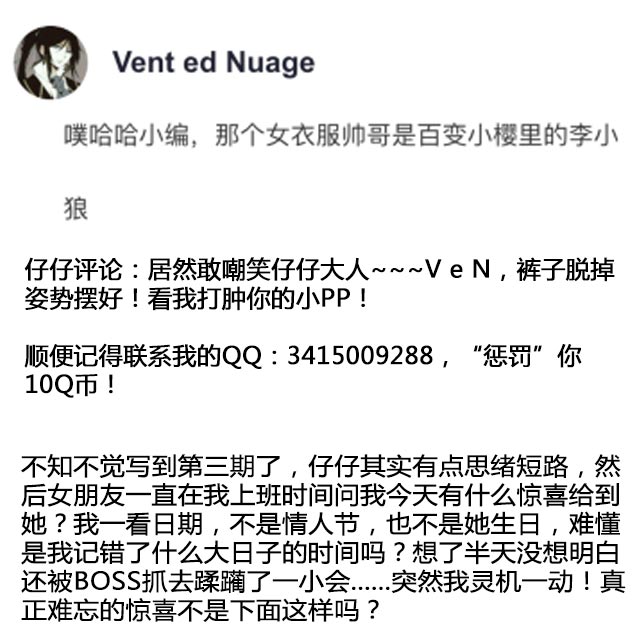 Vent ed Nuage
噗哈哈小编，那个女衣服帅哥是百变小樱里的李小
狼
仔仔评论：居然敢嘲笑仔仔大人~~~V e N，裤子脱掉
姿势摆好！看我打肿你的小PP！
顺便记得联系我的QQ：3415009288，“惩罚”你
10Q币！
不知不觉写到第三期了，仔仔其实有点思绪短路，然
后女朋友一直在我上班时间问我今天有什么惊喜给到
她？我一看日期，不是情人节，也不是她生日，难懂
是我记错了什么大日子的时间吗？想了半天没想明白
还被BOSS抓去蹂躏了一小会......突然我灵机一动！真
正难忘的惊喜不是下面这样吗？